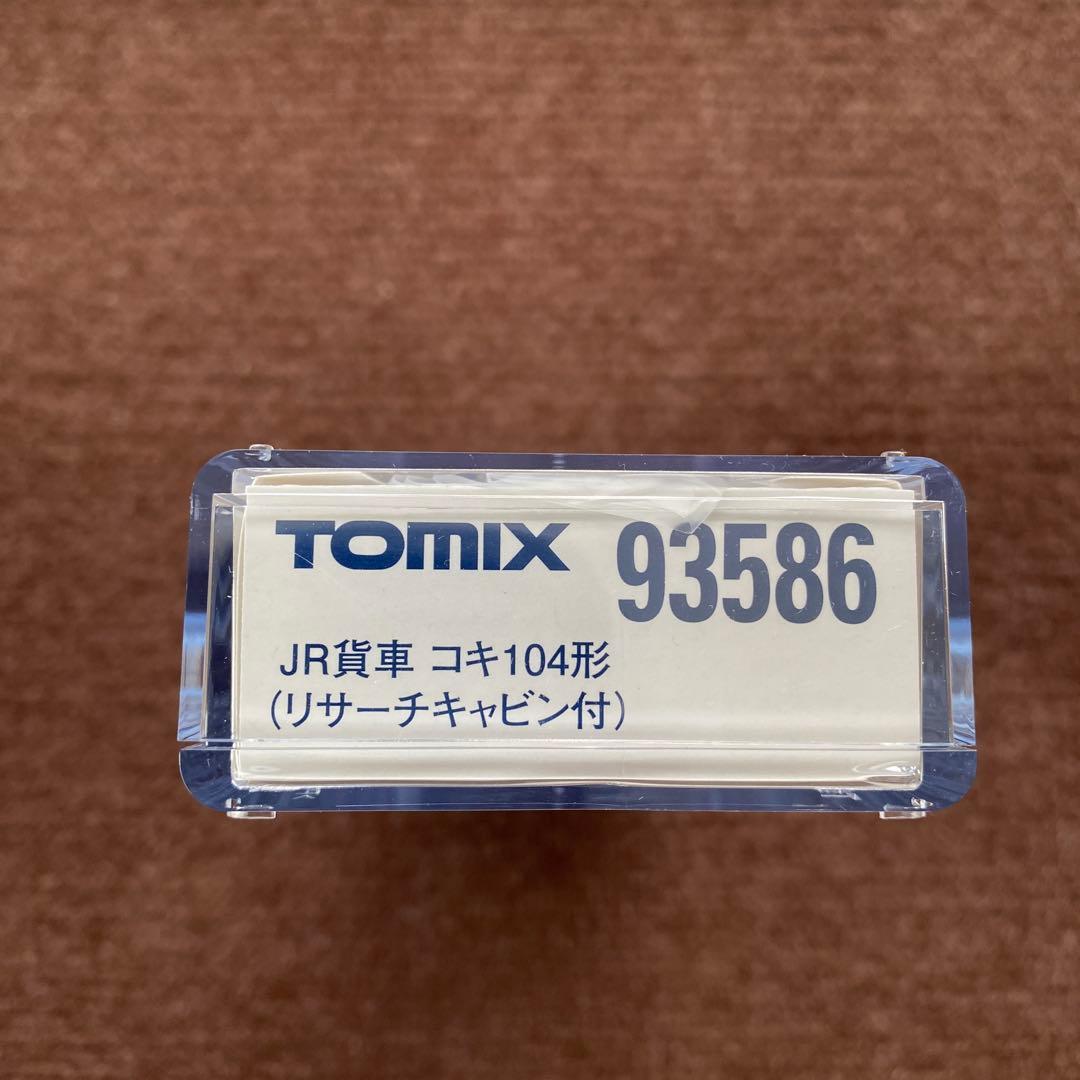 TOMIX 93586
JR貨車 コキ104形
(リサーチキャビン付)